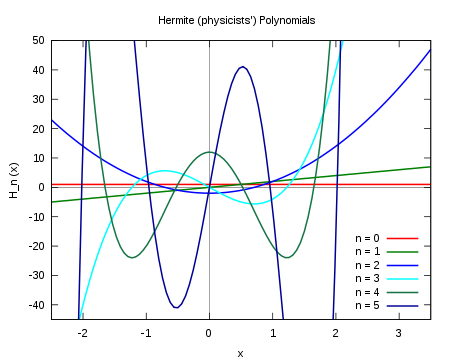 Hermite (physicists') Polynomials
50
40
30
20
10
0
-10
-20
-30
-40
H_n (x)
-2
-1
0
1
2
3
x
n = 0
n = 1
n = 2
n = 3
n = 4
n = 5